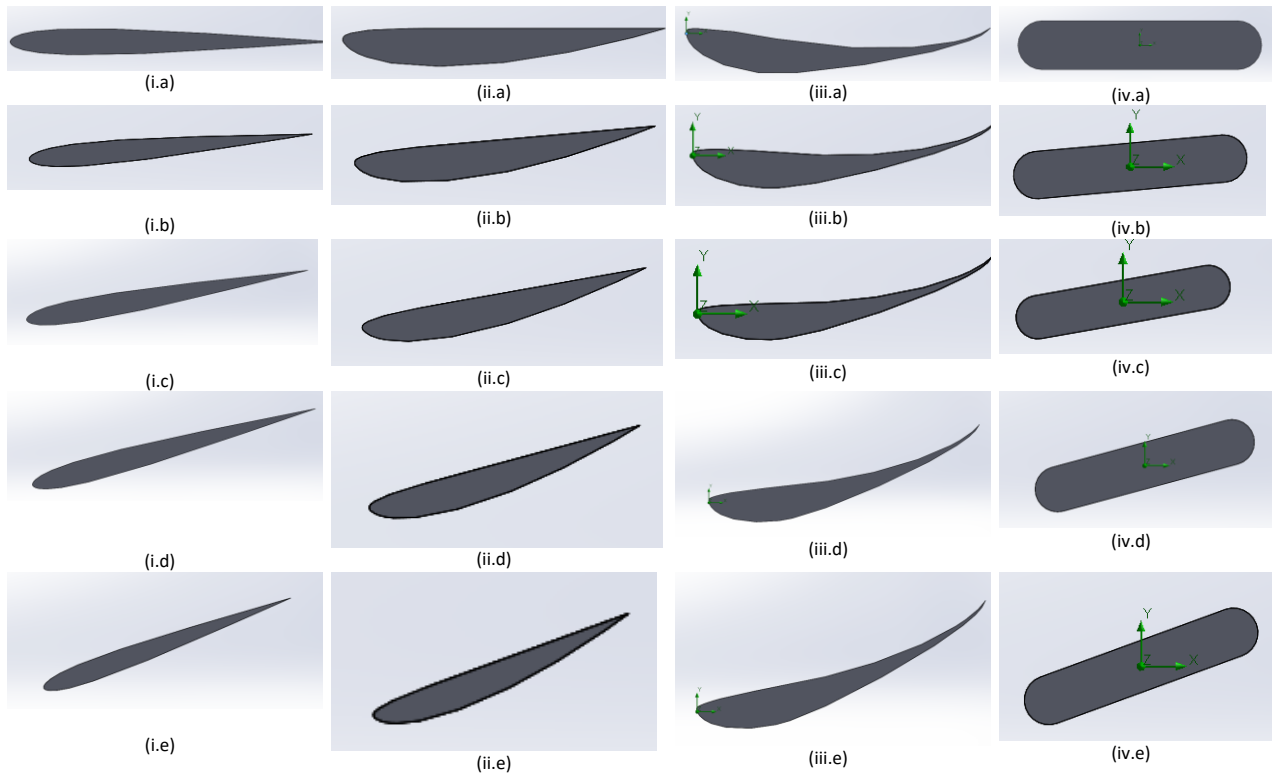 (i.a)
(ii.a)
(iii.a)
(iv.a)
Y
Z
Y
Z
X
(i.b)
(ii.b)
(iii.b)
(iv.b)
Y
Z
X
Y
Z
X
(i.c)
(ii.c)
(iii.c)
(iv.c)
(i.d)
(ii.d)
(iii.d)
(iv.d)
Y
Z
X
(i.e)
(ii.e)
(iii.e)
(iv.e)